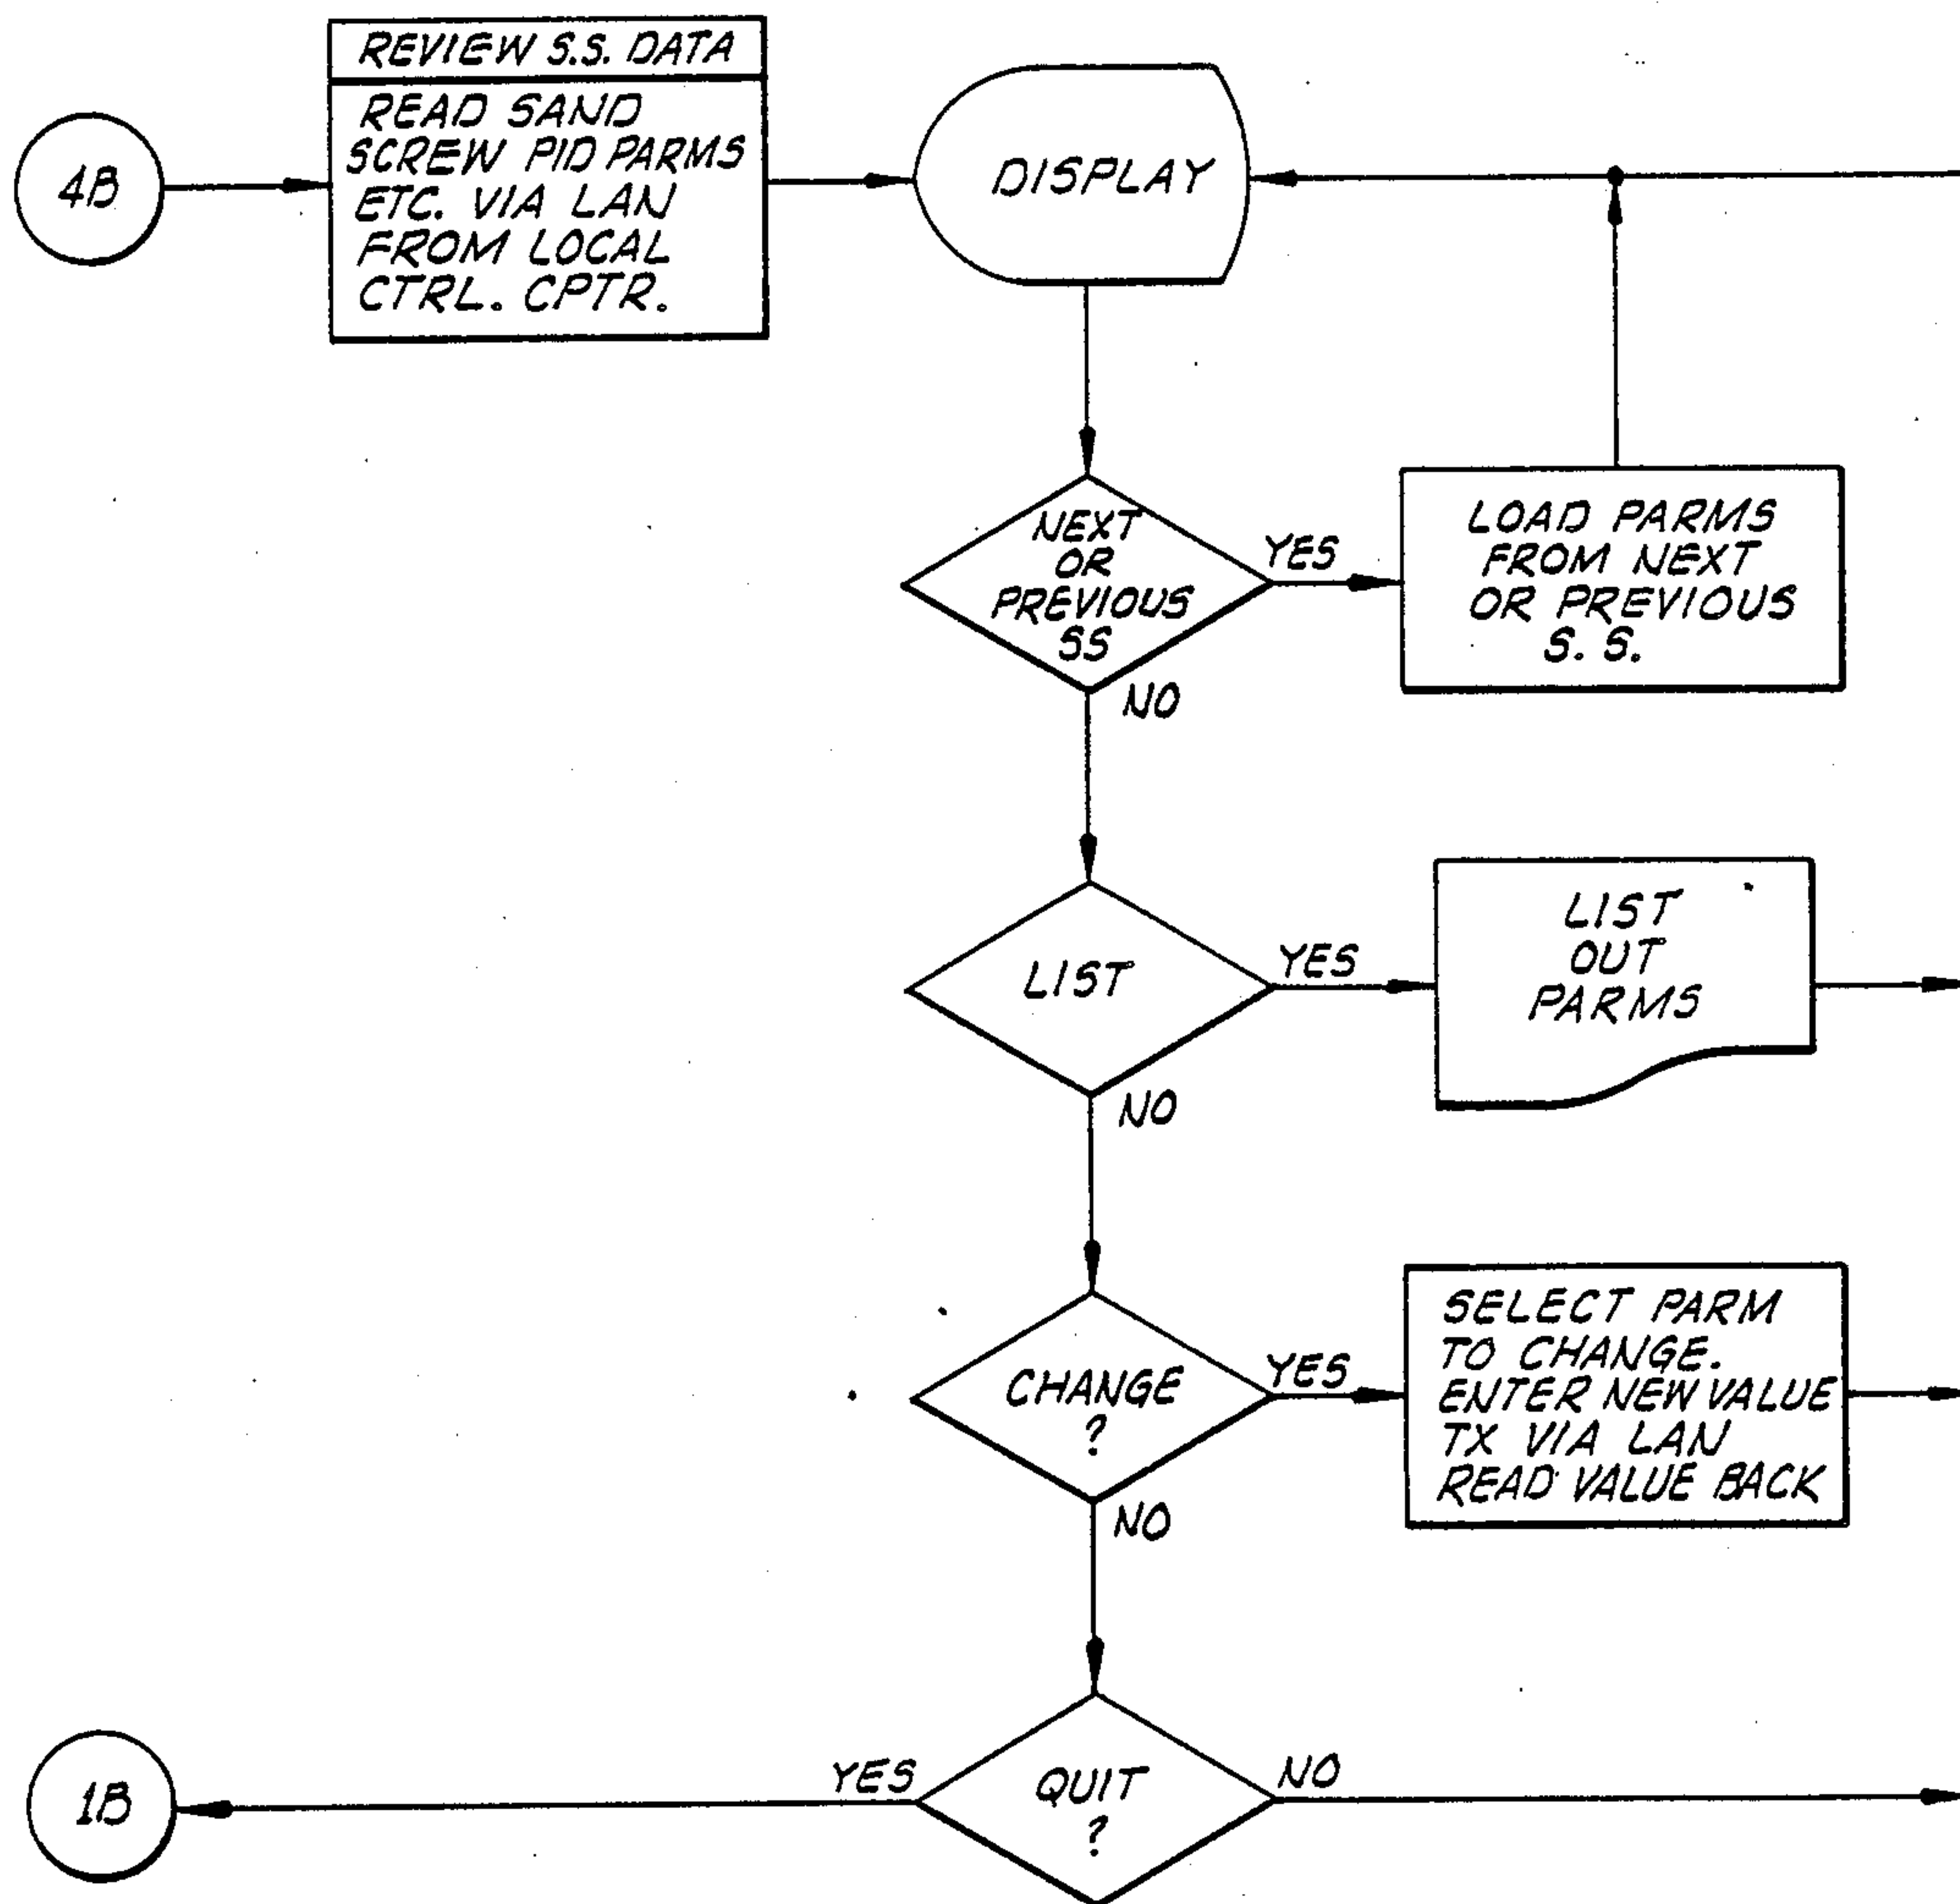 REVIEW S.S. DATA
4B
READ SAND
SCREW PID PARMS
ETC. VIA LAN
FROM LOCAL
CTRL. CPTR.
DISPLAY
NEXT
OR
PREVIOUS
SS
YES
NO
LOAD PARMS
FROM NEXT
OR PREVIOUS
S. S.
LIST
YES
NO
LIST
OUT
PARMS
CHANGE
?
YES
NO
SELECT PARM
TO CHANGE.
ENTER NEW VALUE
TX VIA LAN
READ VALUE BACK
1B
YES
QUIT
?
NO